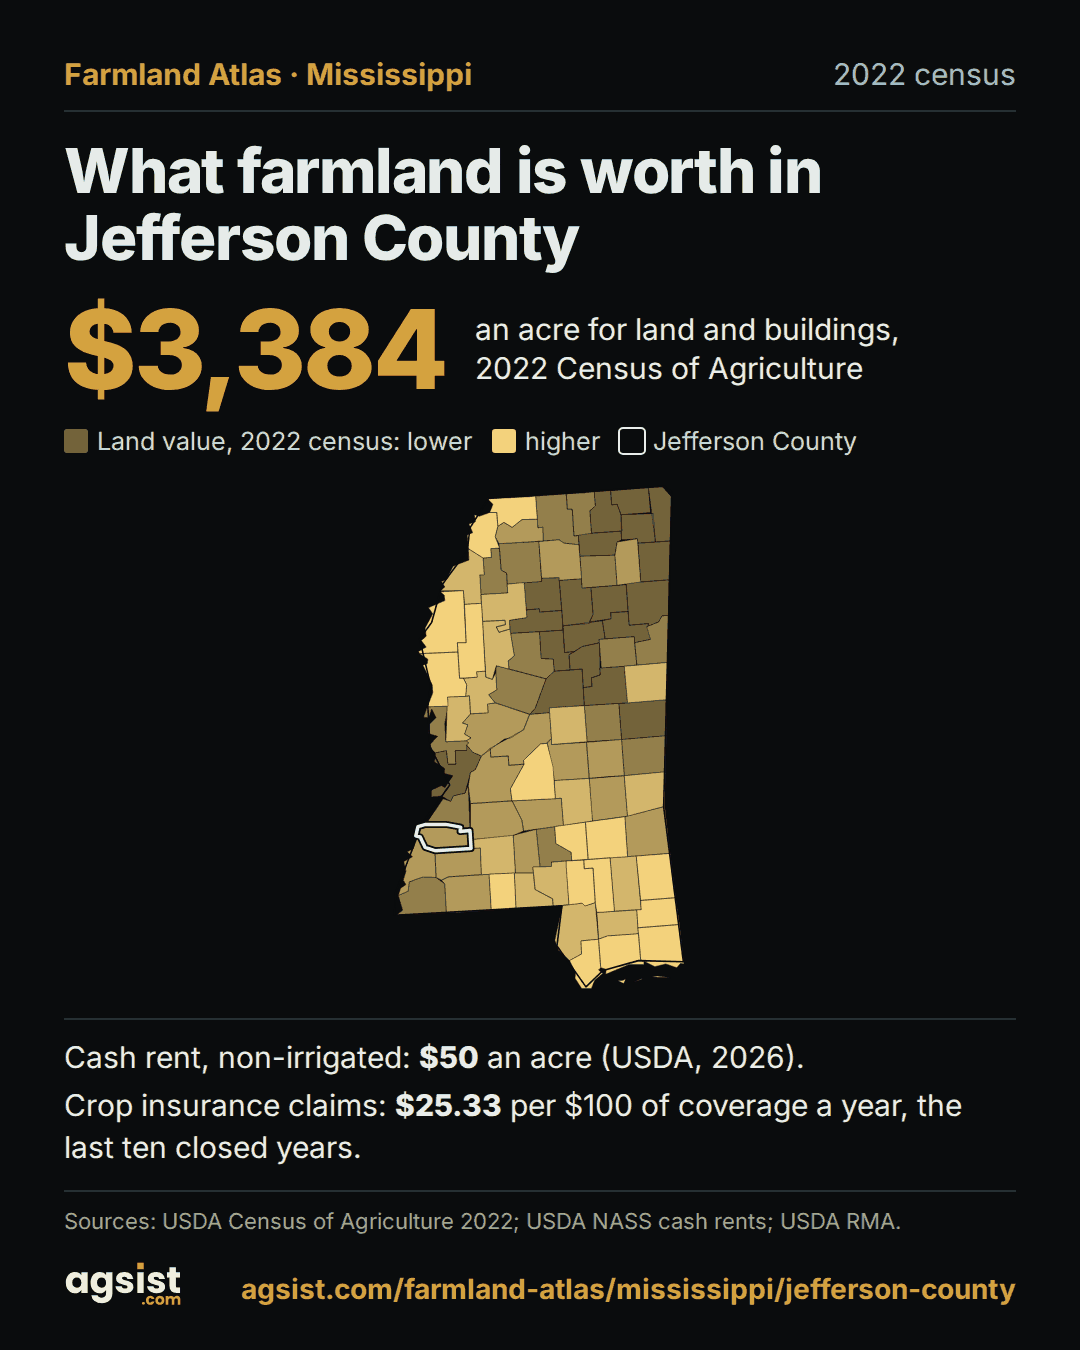 Farmland Atlas · Mississippi
2022 census
What farmland is worth in
Jefferson County
$3,384
an acre for land and buildings,
2022 Census of Agriculture
Land value, 2022 census: lower
higher
Jefferson County
Cash rent, non-irrigated: $50 an acre (USDA, 2026).
Crop insurance claims: $25.33 per $100 of coverage a year, the
last ten closed years.
Sources: USDA Census of Agriculture 2022; USDA NASS cash rents; USDA RMA.
agsist
.com
agsist.com/farmland-atlas/mississippi/jefferson-county